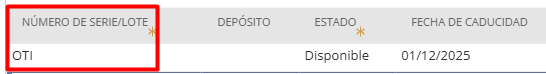 NÚMERO DE SERIE/LOTE * DEPÓSITO ESTADO * FECHA DE CADUCIDAD
OTI Disponible 01/12/2025